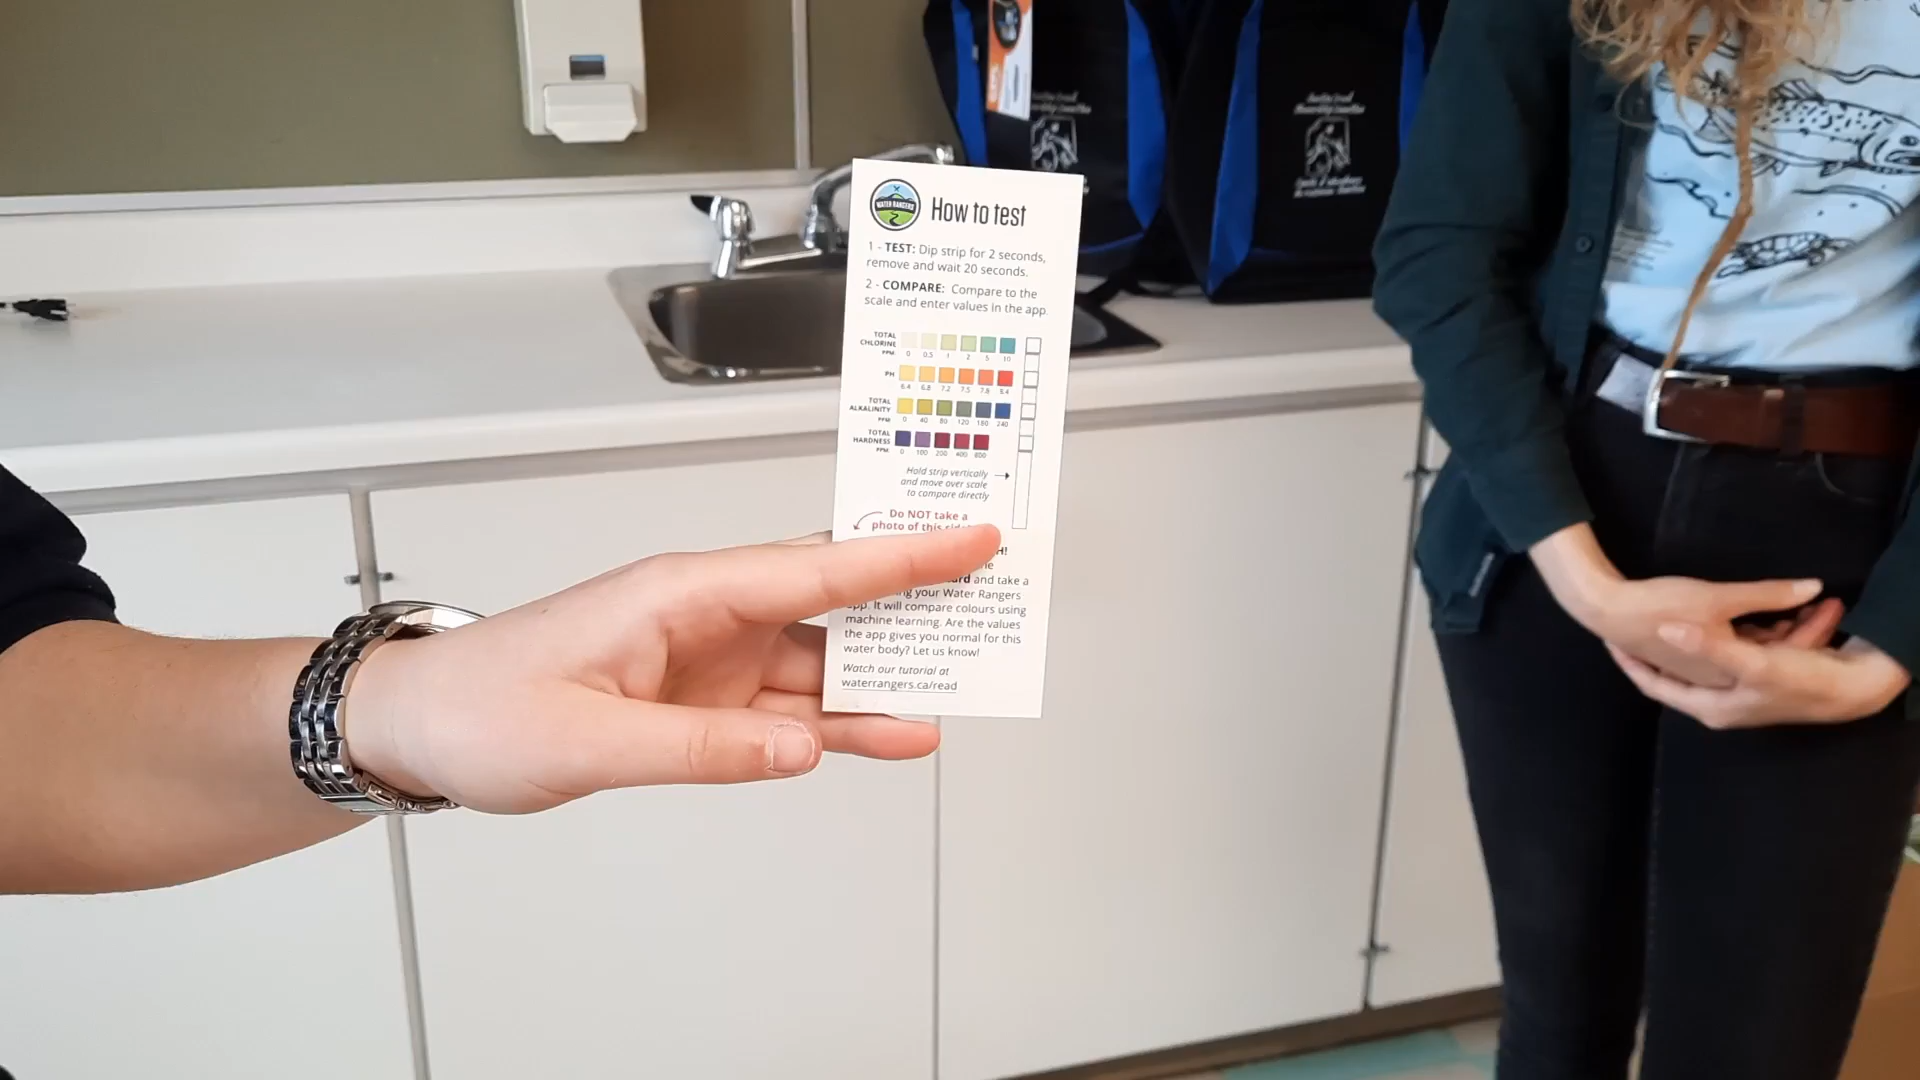 WATER RANGERS
How to test
1 - TEST: Dip strip for 2 seconds,
remove and wait 20 seconds.
2 - COMPARE: Compare to the
scale and enter values in the app.
TOTAL
CHLORINE
PPM
0 0.5 1 2 5 10
PH
6.4 6.8 7.2 7.5 7.8 8.4
TOTAL
ALKALINITY
PPM
0 40 80 120 180 240
TOTAL
HARDNESS
PPM
0 100 200 400 800
Hold strip vertically
and move over scale
to compare directly
Do NOT take a
photo of this
and take a
your Water Rangers
app. It will compare colours using
machine learning. Are the values
the app gives you normal for this
water body? Let us know!
Watch our tutorial at
waterrangers.ca/read